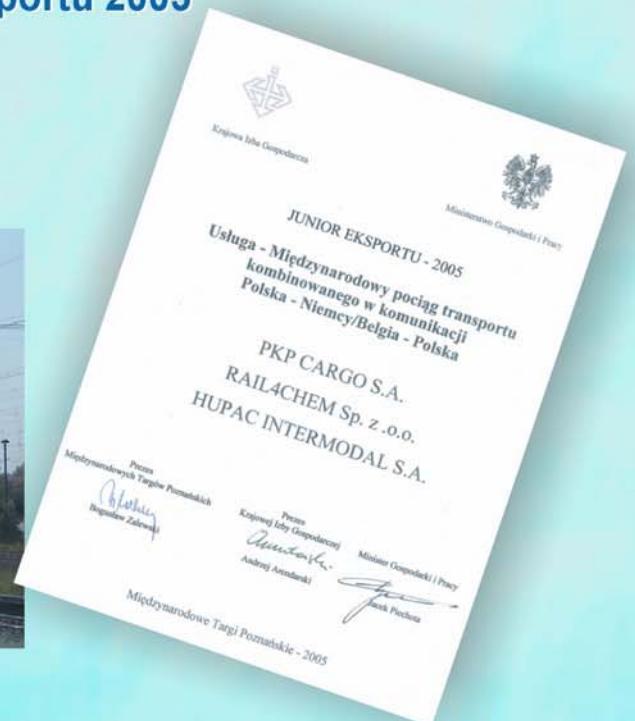 portu 2005
Krajowa Izba Gospodarcza
Ministerstwo Gospodarki i Pracy
JUNIOR EKSPORTU - 2005
Usługa - Międzynarodowy pociąg transportu
kombinowanego w komunikacji
Polska - Niemcy/Belgia - Polska
PKP CARGO S.A.
RAIL4CHEM Sp. z .o.o.
HUPAC INTERMODAL S.A.
Prezes
Międzynarodowych Targów Poznańskich
Bogusław Zalewski
Prezes
Krajowej Izby Gospodarczej
Andrzej Arendarski
Minister Gospodarki i Pracy
Jacek Piechota
Międzynarodowe Targi Poznańskie - 2005